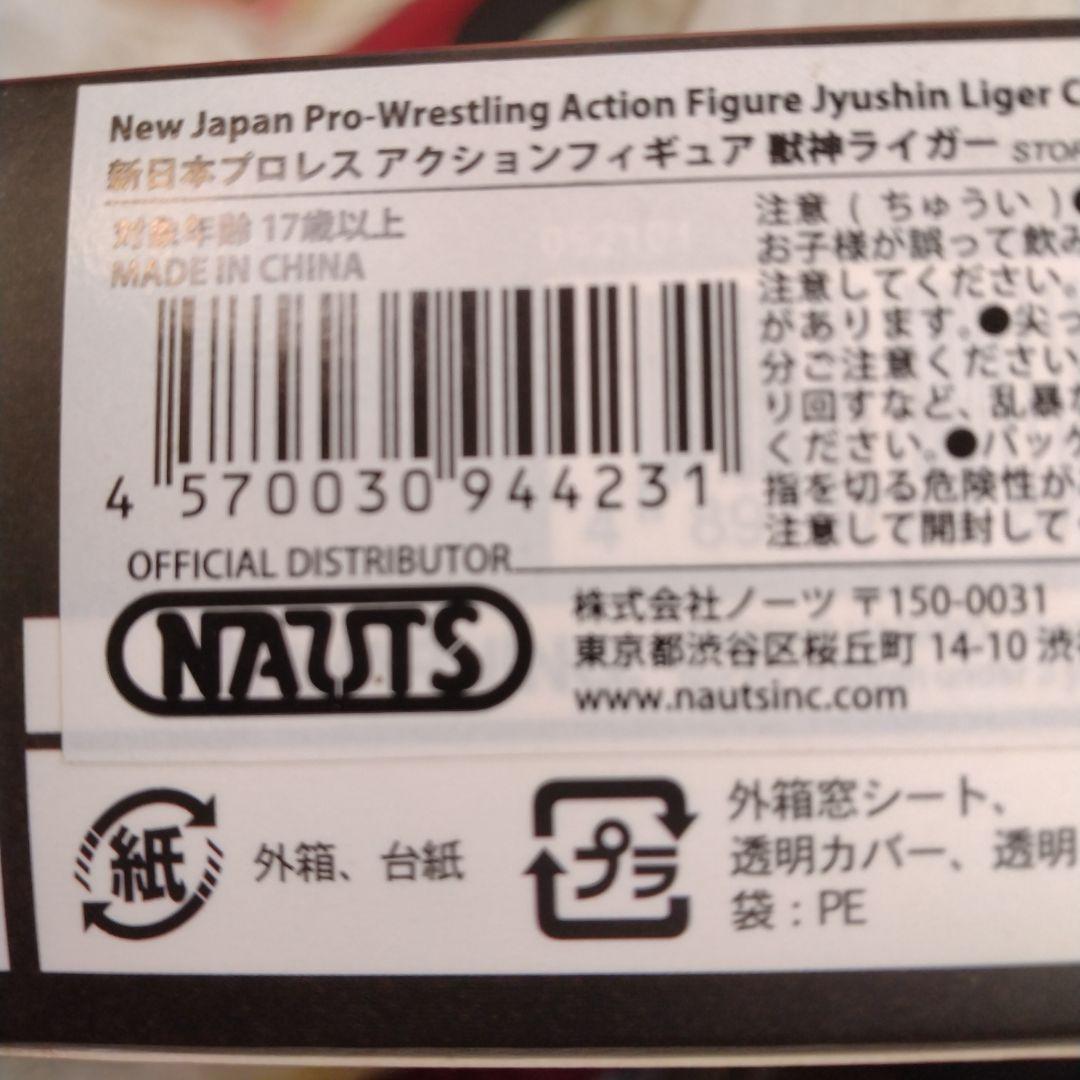 New Japan Pro-Wrestling Action Figure Jyushin Liger C
新日本プロレス アクションフィギュア 獣神ライガー STOR
対象年齢 17歳以上
MADE IN CHINA
4 570030 944231
注意 ( ちゅうい ) ●
お子様が誤って飲み
注意してください。
があります。●尖っ
分ご注意ください
り回すなど、乱暴な
ください。●パッケ
指を切る危険性が
注意して開封して
OFFICIAL DISTRIBUTOR
NAUTS
株式会社ノーツ 〒150-0031
東京都渋谷区桜丘町 14-10 渋
www.nautsinc.com
紙
外箱、台紙
プラ
外箱窓シート、
透明カバー、透明
袋 : PE